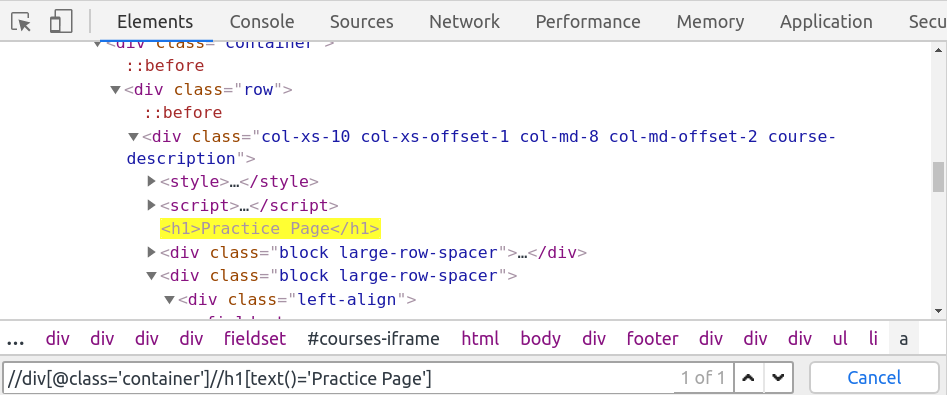 Elements Console Sources Network Performance Memory Application Secu
<div class="container">
::before
▼<div class="row">
::before
▼<div class="col-xs-10 col-xs-offset-1 col-md-8 col-md-offset-2 course-
description">
▶<style>…</style>
▶<script>…</script>
<h1>Practice Page</h1>
▶<div class="block large-row-spacer">…</div>
▼<div class="block large-row-spacer">
▼<div class="left-align">
… div div div div fieldset #courses-iframe html body div footer div div div ul li a
//div[@class='container']//h1[text()='Practice Page'] 1 of 1 Cancel